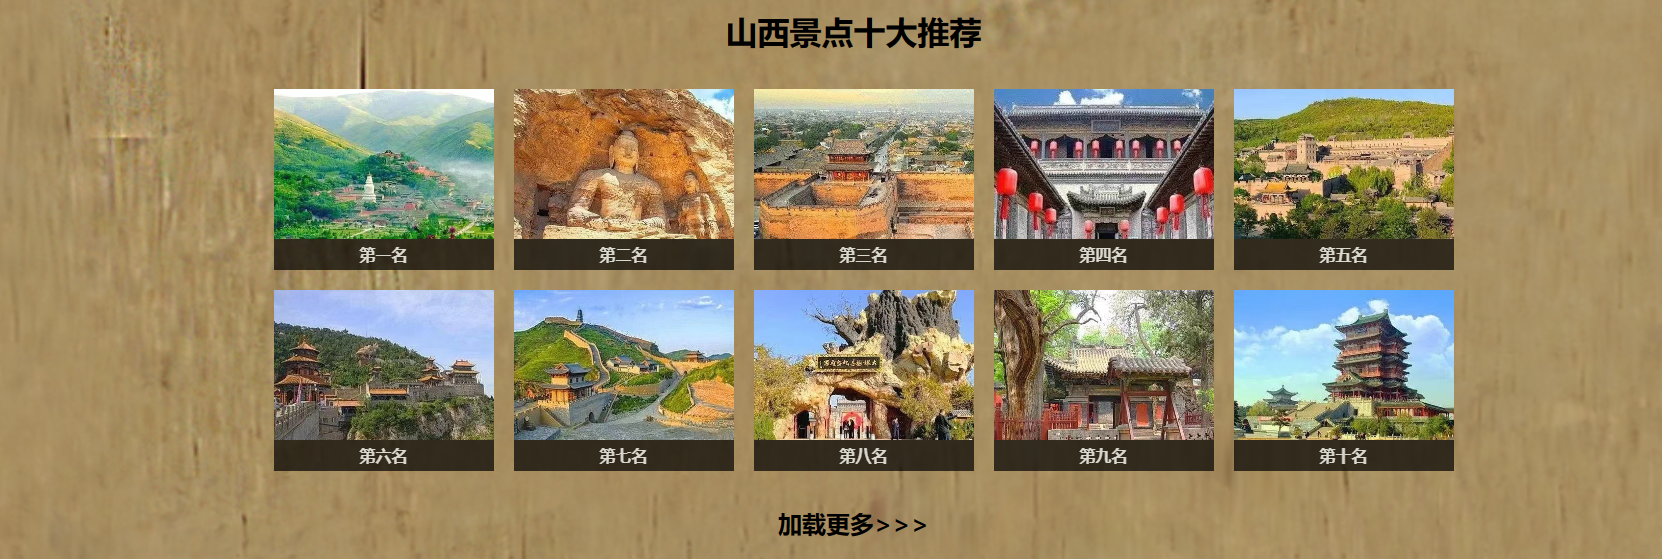 山西景点十大推荐
第一名
第二名
第三名
第四名
第五名
第六名
第七名
第八名
第九名
第十名
加载更多>>>